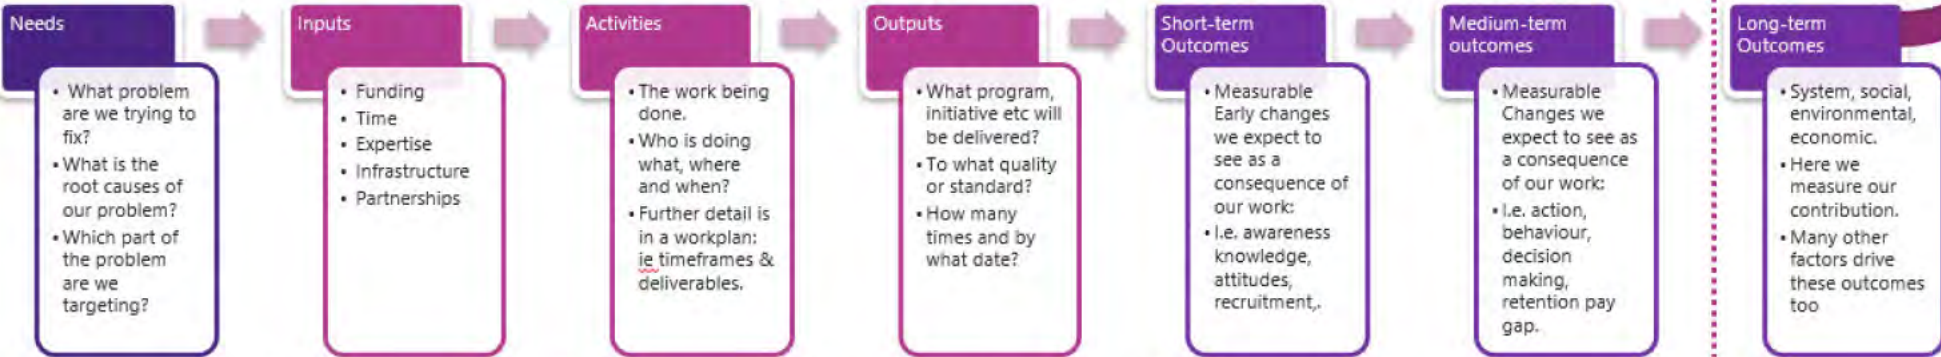 Needs
• What problem
are we trying to
fix?
• What is the
root causes of
our problem?
• Which part of
the problem
are we
targeting?
Inputs
• Funding
• Time
• Expertise
• Infrastructure
• Partnerships
Activities
• The work being
done.
• Who is doing
what, where
and when?
• Further detail is
in a workplan:
ie timeframes &
deliverables.
Outputs
• What program,
initiative etc will
be delivered?
• To what quality
or standard?
• How many
times and by
what date?
Short-term
Outcomes
• Measurable
Early changes
we expect to
see as a
consequence of
our work:
• I.e. awareness
knowledge,
attitudes,
recruitment,.
Medium-term
outcomes
• Measurable
Changes we
expect to see as
a consequence
of our work:
• I.e. action,
behaviour,
decision
making,
retention pay
gap.
Long-term
Outcomes
• System, social,
environmental,
economic.
• Here we
measure our
contribution.
• Many other
factors drive
these outcomes
too